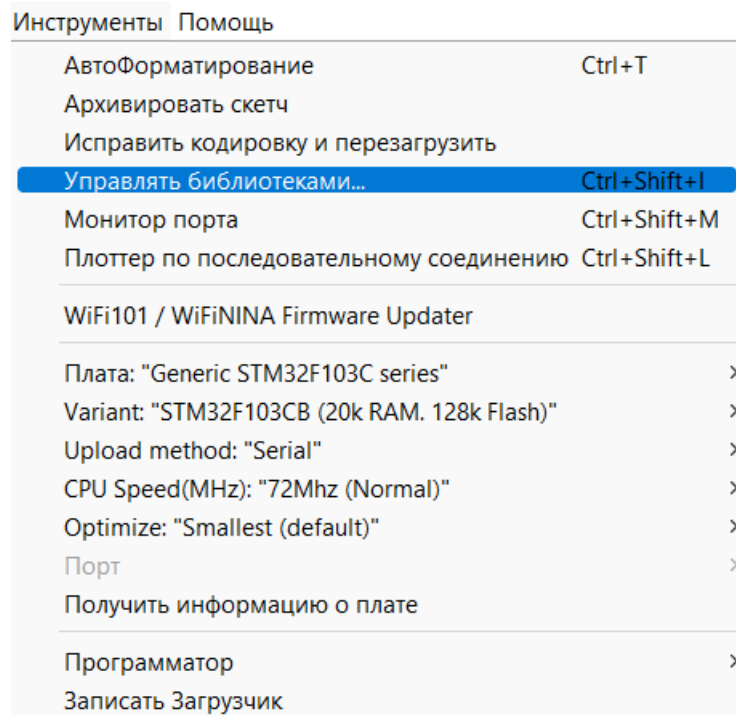 Инструменты Помощь
АвтоФорматирование Ctrl+T
Архивировать скетч
Исправить кодировку и перезагрузить
Управлять библиотеками... Ctrl+Shift+I
Монитор порта Ctrl+Shift+M
Плоттер по последовательному соединению Ctrl+Shift+L
WiFi101 / WiFiNINA Firmware Updater
Плата: "Generic STM32F103C series"
Variant: "STM32F103CB (20k RAM. 128k Flash)"
Upload method: "Serial"
CPU Speed(MHz): "72Mhz (Normal)"
Optimize: "Smallest (default)"
Порт
Получить информацию о плате
Программатор
Записать Загрузчик